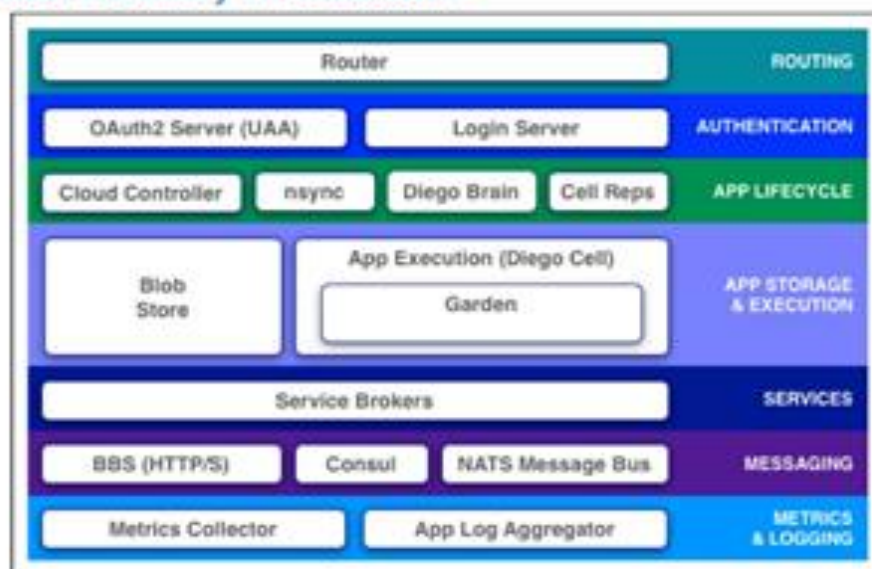 Router
ROUTING
OAuth2 Server (UAA)
Login Server
AUTHENTICATION
Cloud Controller
nsync
Diego Brain
Cell Reps
APP LIFECYCLE
Blob
Store
App Execution (Diego Cell)
Garden
APP STORAGE
& EXECUTION
Service Brokers
SERVICES
BBS (HTTP/S)
Consul
NATS Message Bus
MESSAGING
Metrics Collector
App Log Aggregator
METRICS
& LOGGING